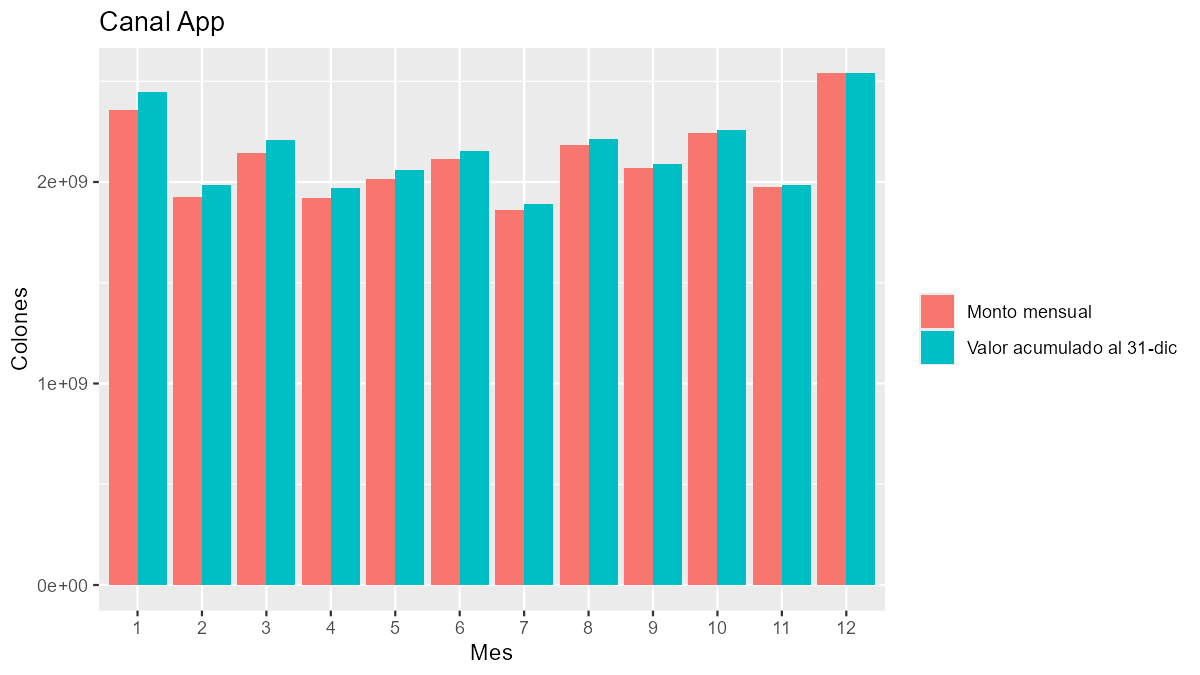 Canal App
Colones
2e+09
1e+09
0e+00
1 2 3 4 5 6 7 8 9 10 11 12
Mes
Monto mensual
Valor acumulado al 31-dic